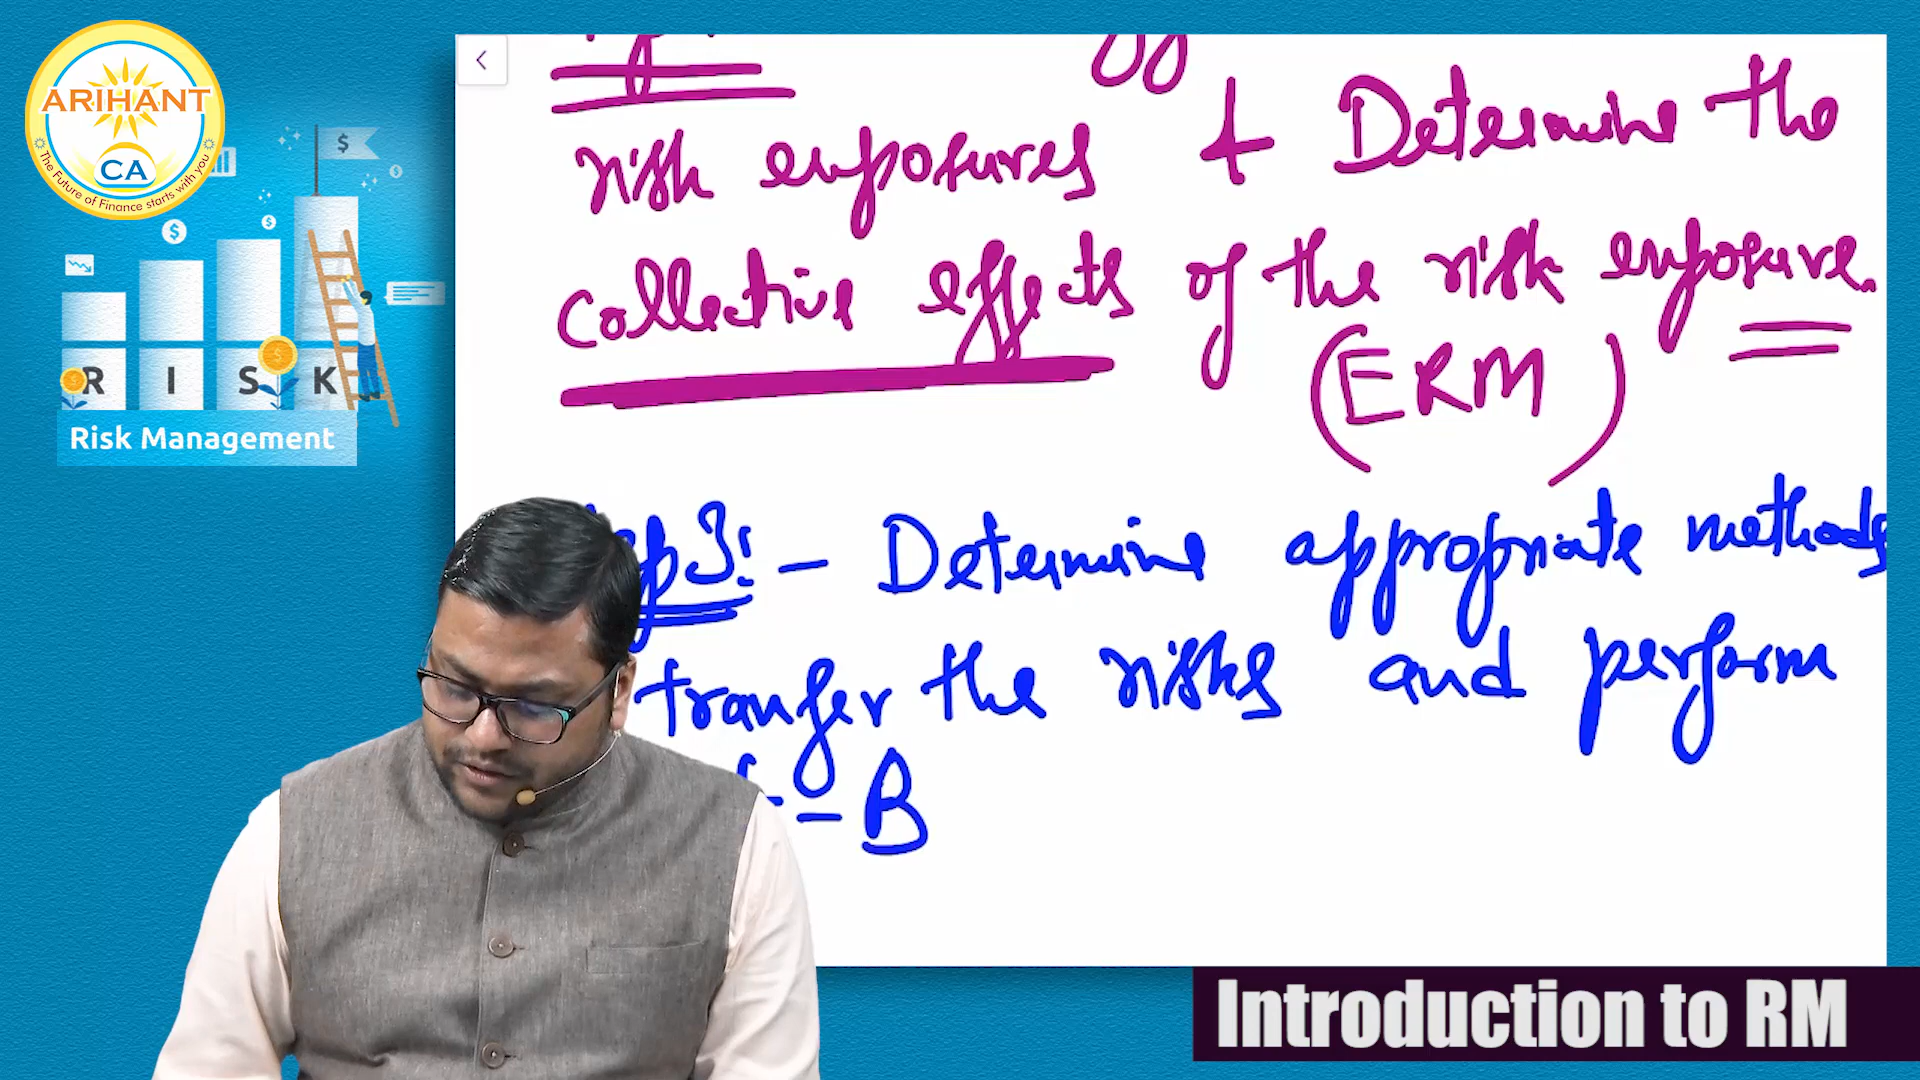 ARIHANT
CA
The Future of Finance starts with you
$
$
$
$
$
R I S K
Risk Management
risk exposures & Determine the
collective effects of the risk exposure.
(ERM)
3:- Determine appropriate methods
transfer the risks and perform
- B
Introduction to RM